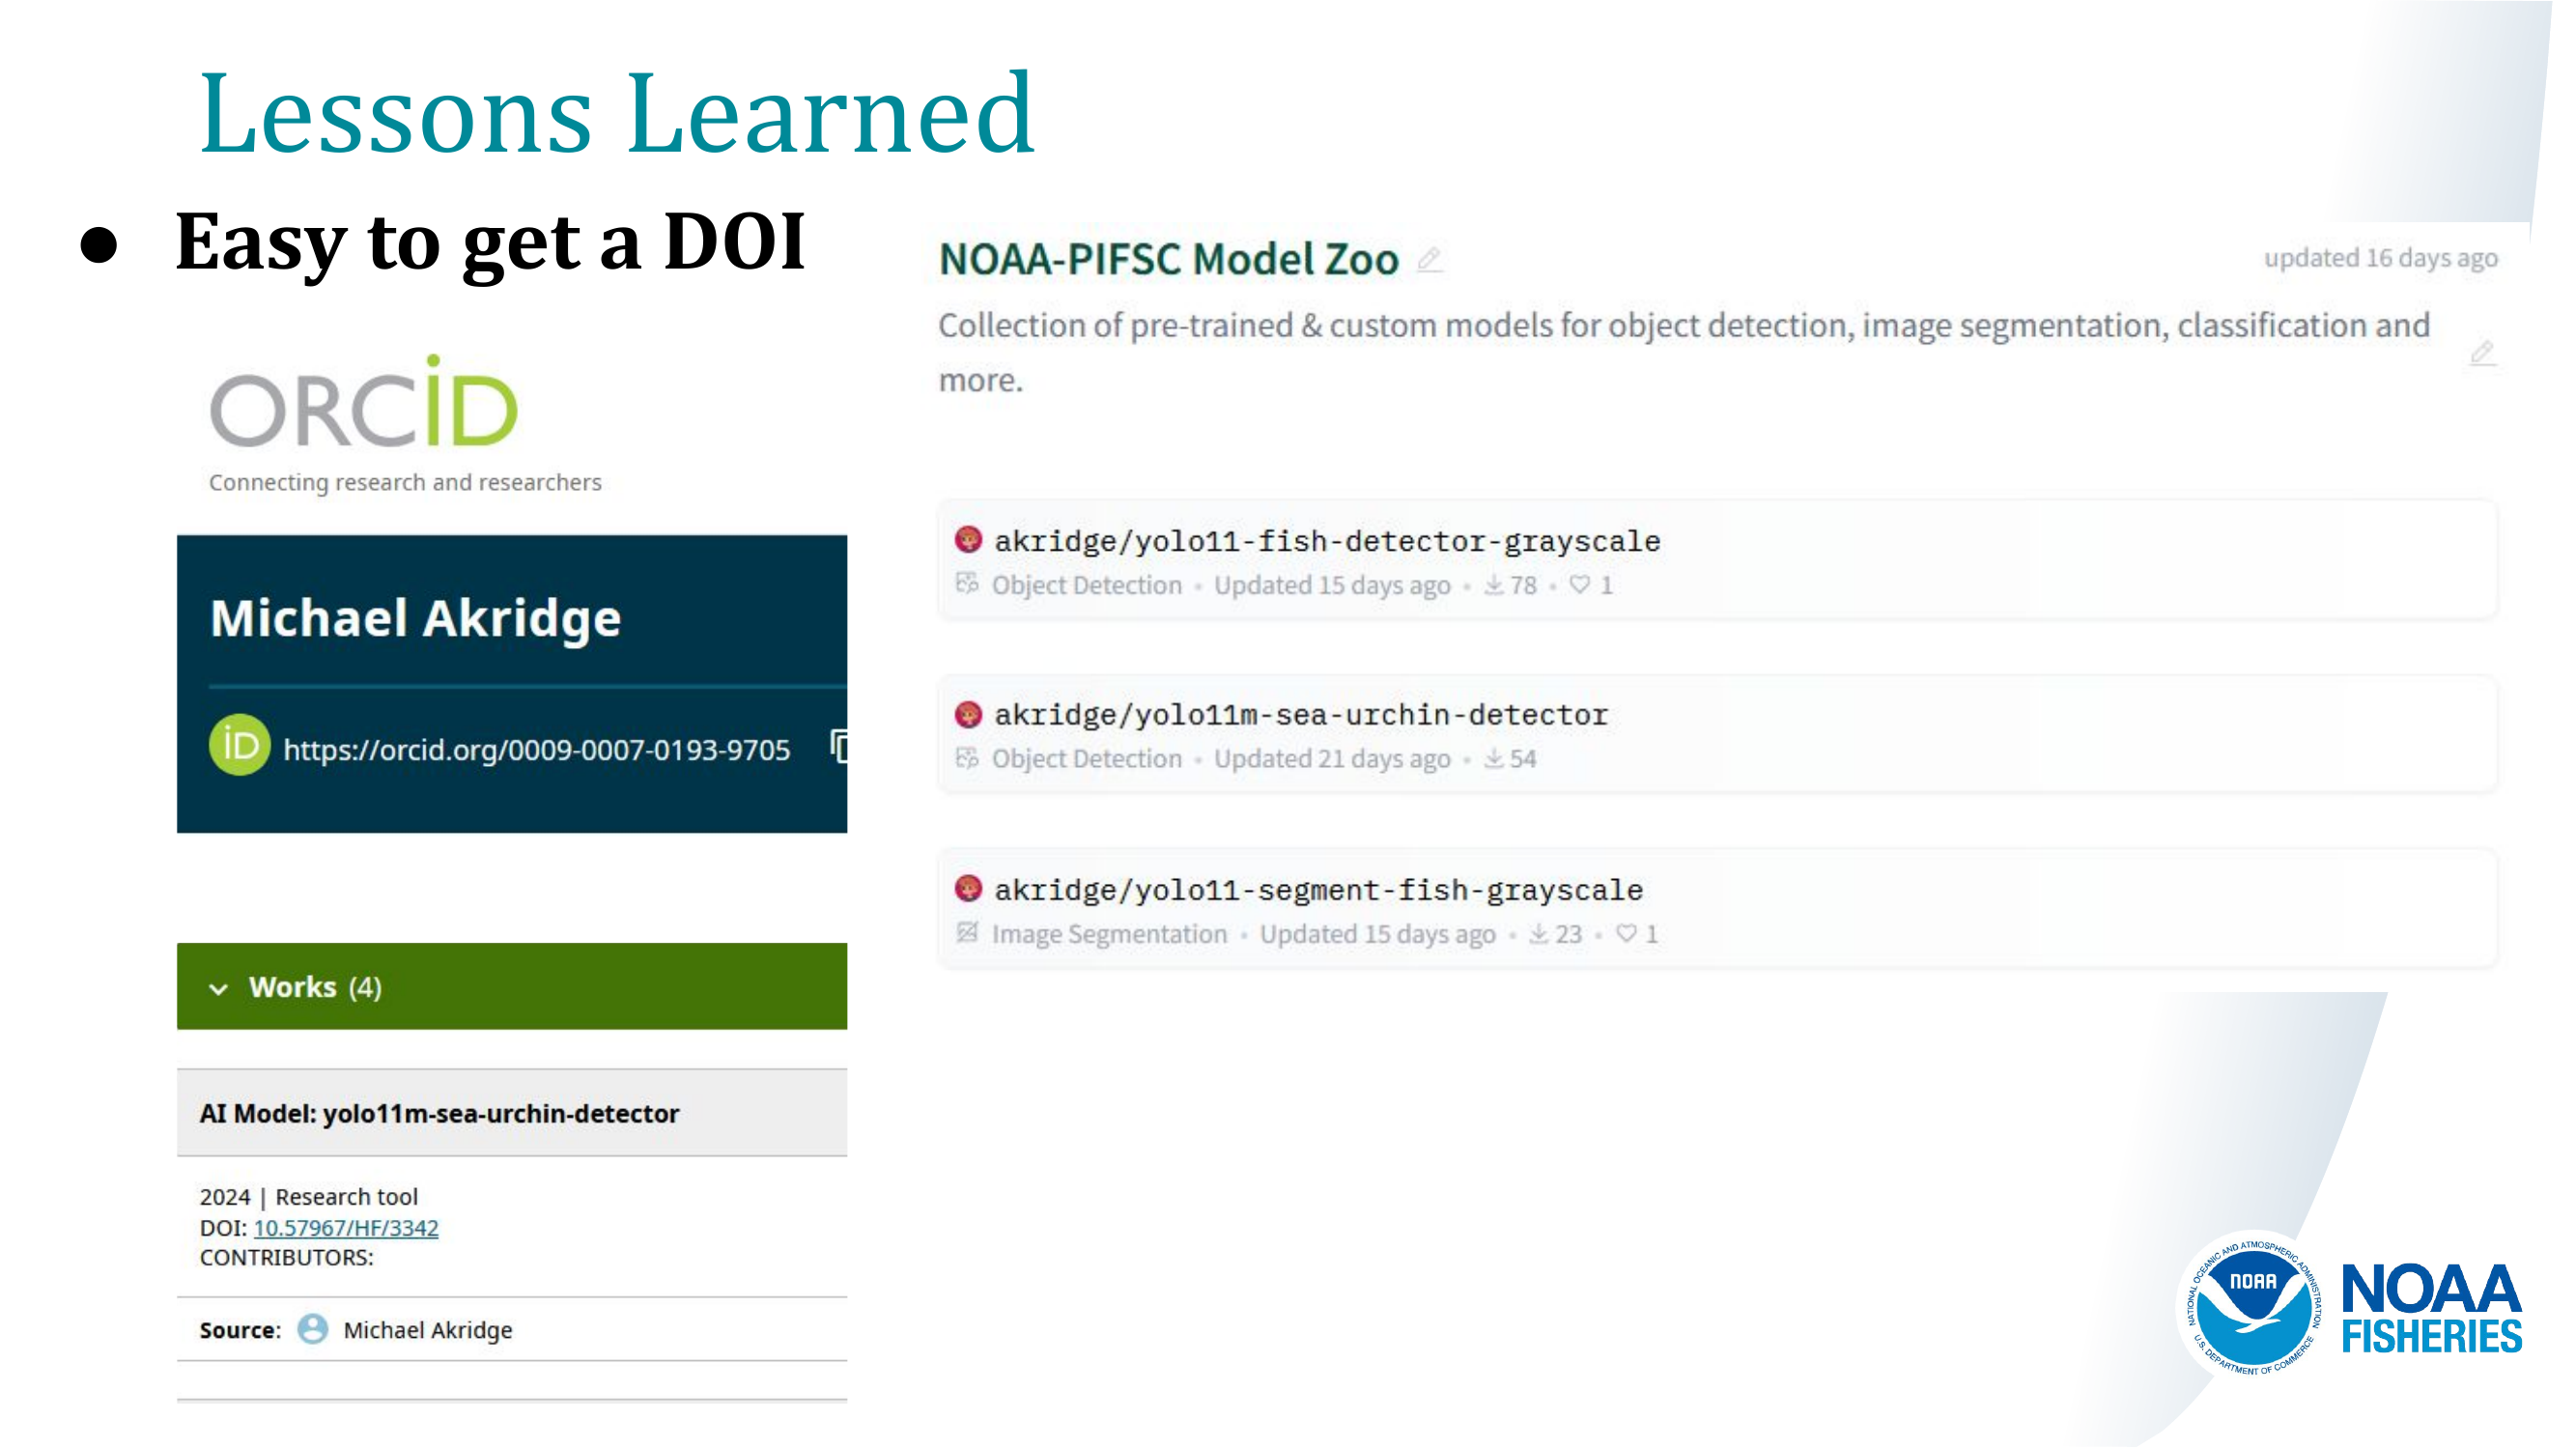 Lessons Learned
● Easy to get a DOI
ORCiD
Connecting research and researchers
Michael Akridge
iD https://orcid.org/0009-0007-0193-9705
Works (4)
AI Model: yolo11m-sea-urchin-detector
2024 | Research tool
DOI: 10.57967/HF/3342
CONTRIBUTORS:
Source: Michael Akridge
NOAA-PIFSC Model Zoo
updated 16 days ago
Collection of pre-trained & custom models for object detection, image segmentation, classification and
more.
akridge/yolo11-fish-detector-grayscale
Object Detection • Updated 15 days ago • 78 • 1
akridge/yolo11m-sea-urchin-detector
Object Detection • Updated 21 days ago • 54
akridge/yolo11-segment-fish-grayscale
Image Segmentation • Updated 15 days ago • 23 • 1
NATIONAL OCEANIC AND ATMOSPHERIC ADMINISTRATION
NOAA
U.S. DEPARTMENT OF COMMERCE
NOAA
FISHERIES